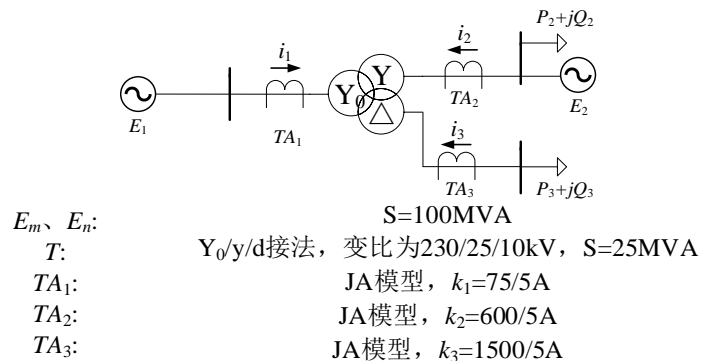 P2+jQ2
i1
i2
Y
Y0
E1
TA1
TA2
E2
△
i3
TA3
P3+jQ3
Em、En: S=100MVA
T: Y0/y/d接法，变比为230/25/10kV，S=25MVA
TA1: JA模型，k1=75/5A
TA2: JA模型，k2=600/5A
TA3: JA模型，k3=1500/5A